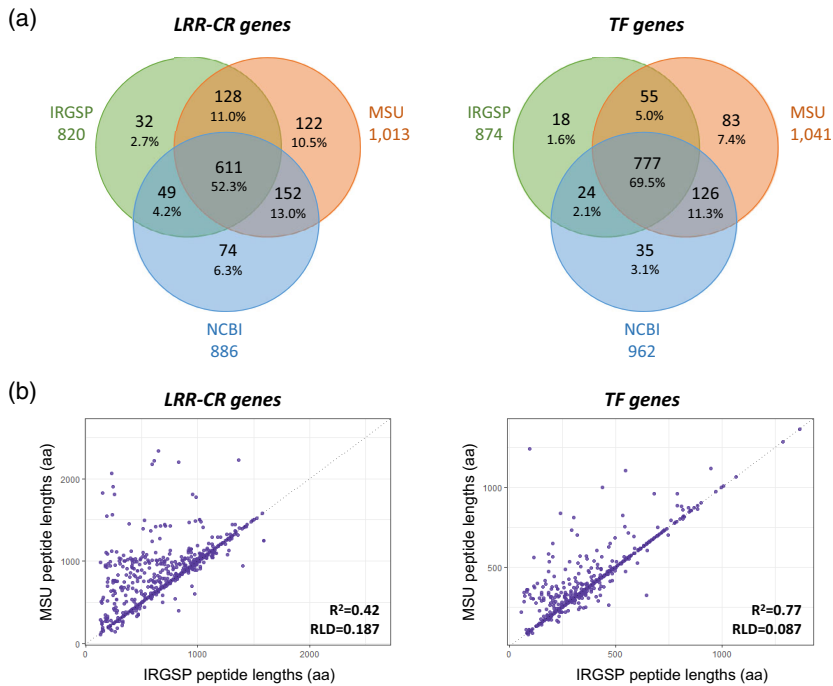 (a)
LRR-CR genes
TF genes
IRGSP
820
MSU
1,013
NCBI
886
32
2.7%
128
11.0%
122
10.5%
611
52.3%
49
4.2%
152
13.0%
74
6.3%
IRGSP
874
MSU
1,041
NCBI
962
18
1.6%
55
5.0%
83
7.4%
777
69.5%
24
2.1%
126
11.3%
35
3.1%
(b)
LRR-CR genes
MSU peptide lengths (aa)
2000
1000
0
0
1000
2000
IRGSP peptide lengths (aa)
R²=0.42
RLD=0.187
TF genes
MSU peptide lengths (aa)
1000
500
0
0
500
1000
IRGSP peptide lengths (aa)
R²=0.77
RLD=0.087